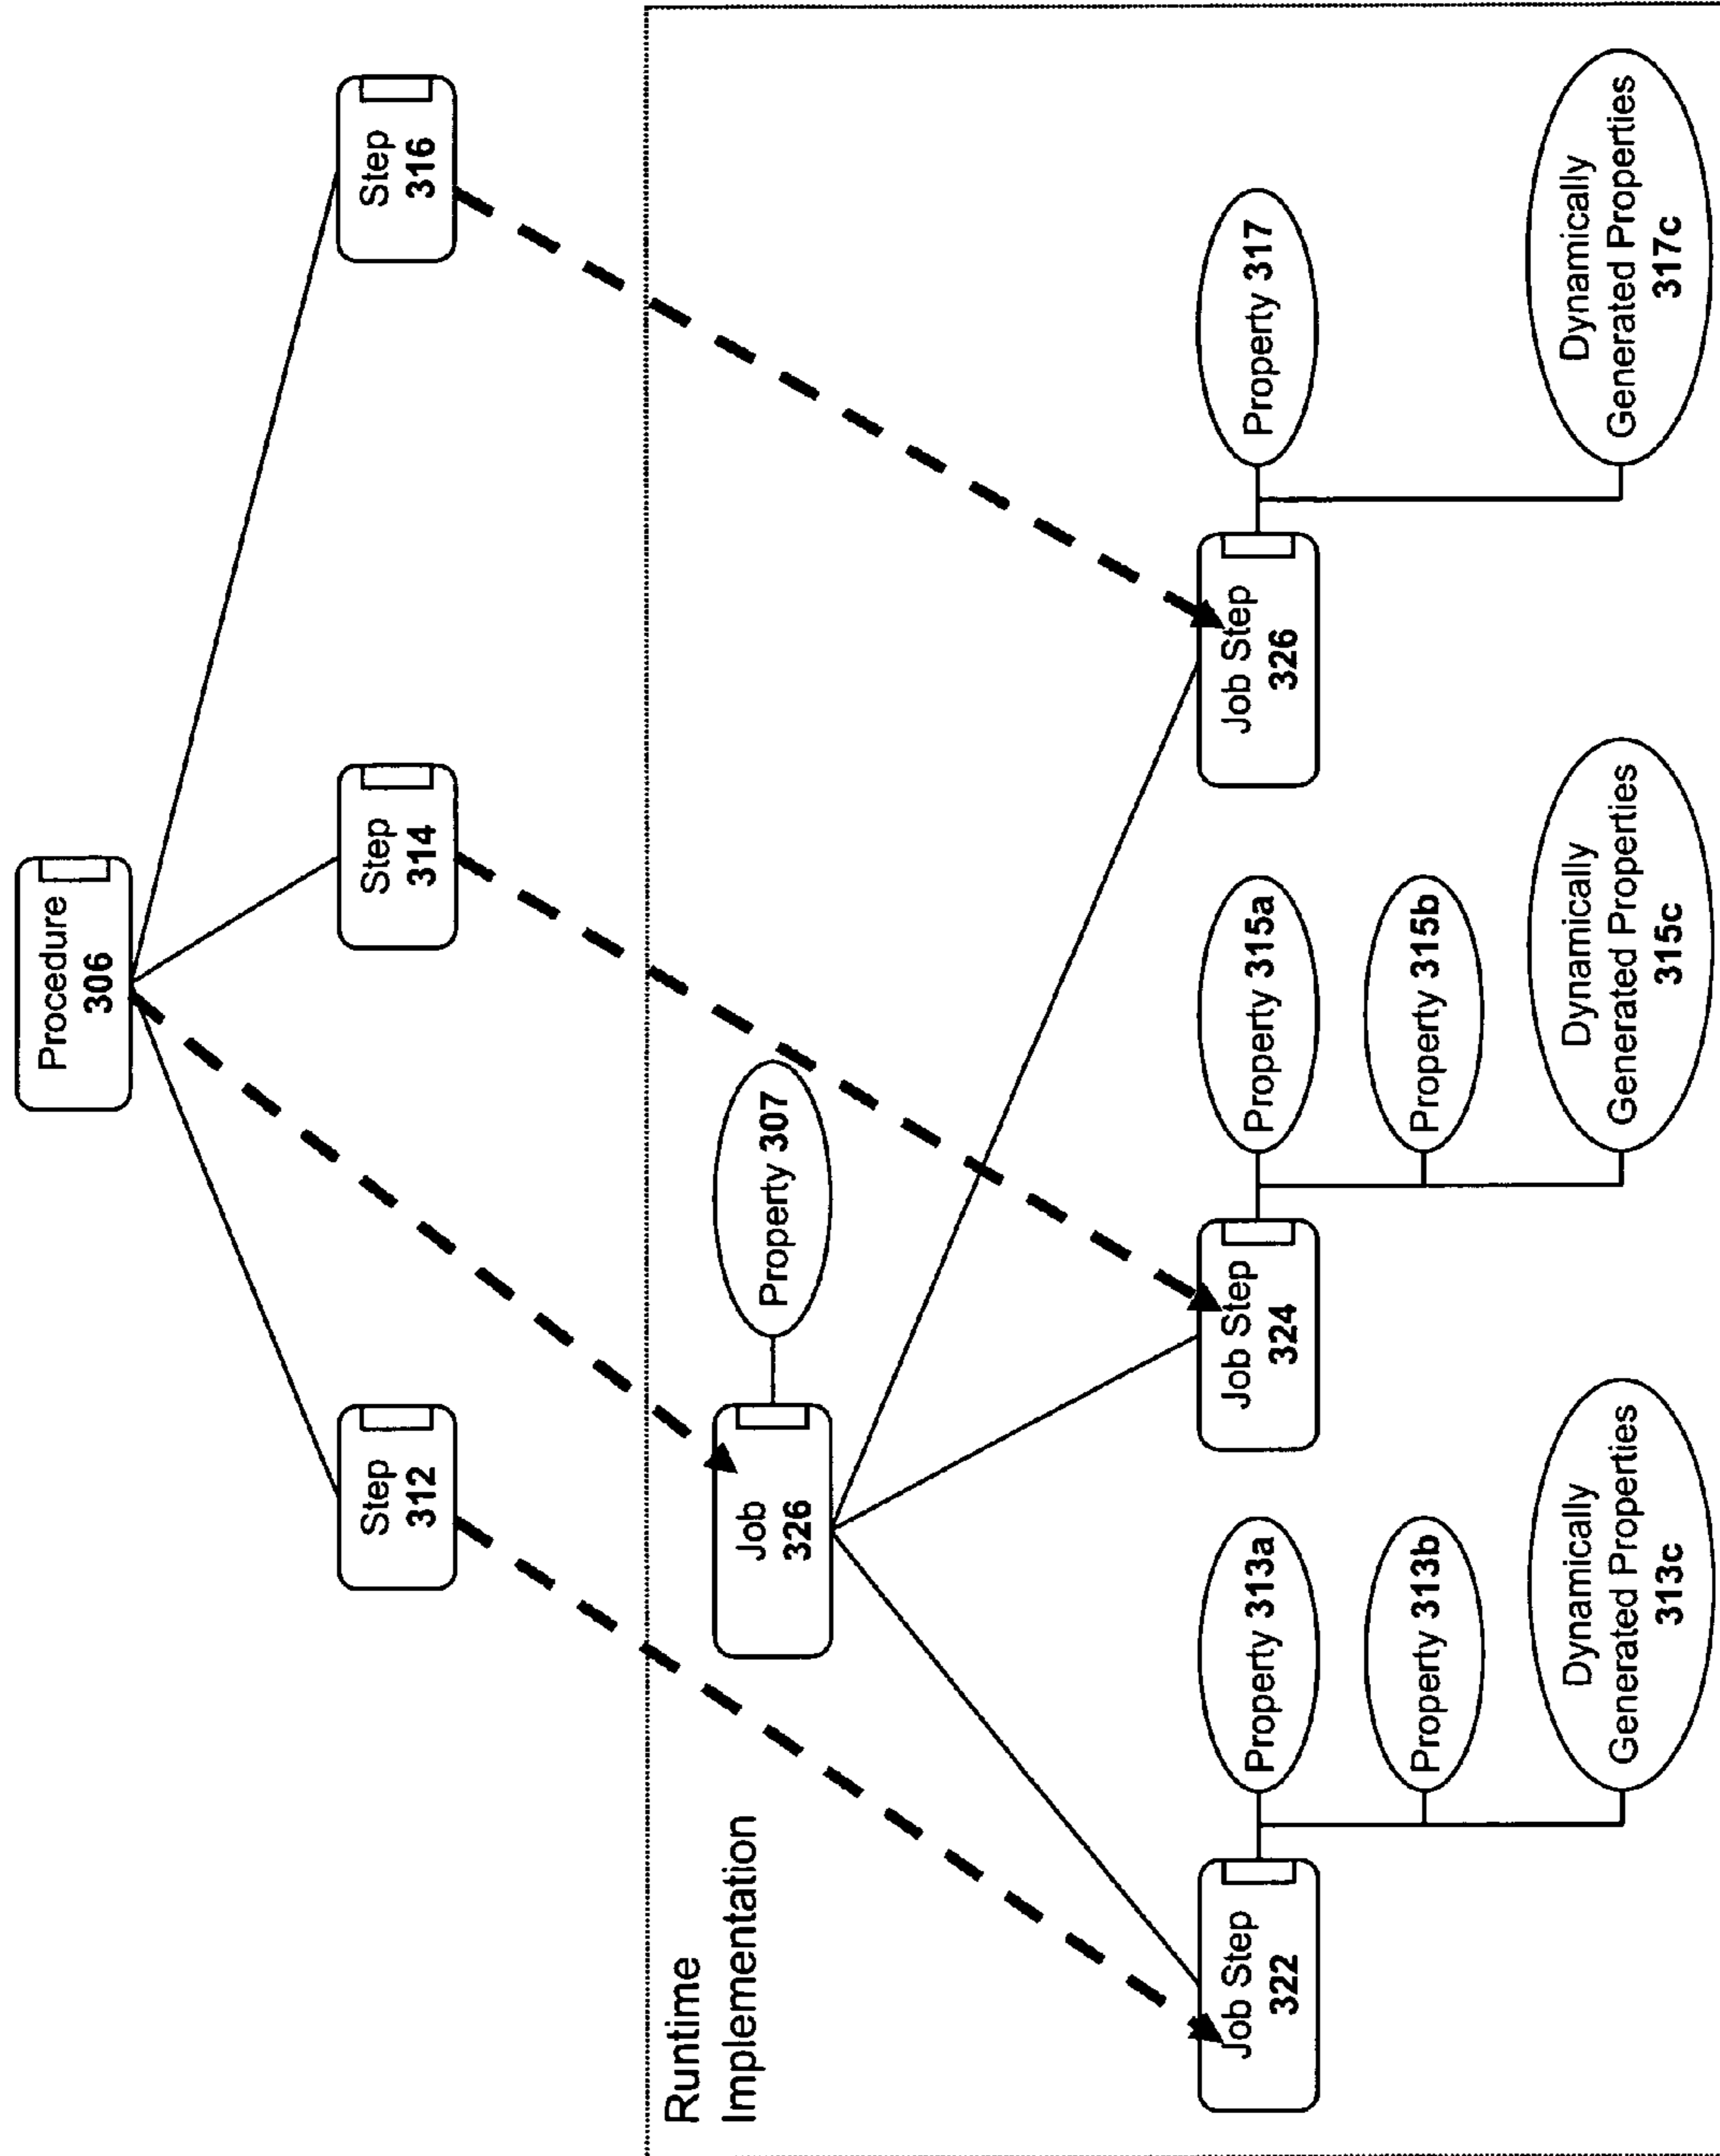 Procedure
306
Step
312
Step
314
Step
316
Runtime
Implementation
Job
326
Property 307
Job Step
322
Property 313a
Property 313b
Dynamically
Generated Properties
313c
Job Step
324
Property 315a
Property 315b
Dynamically
Generated Properties
315c
Job Step
326
Property 317
Dynamically
Generated Properties
317c